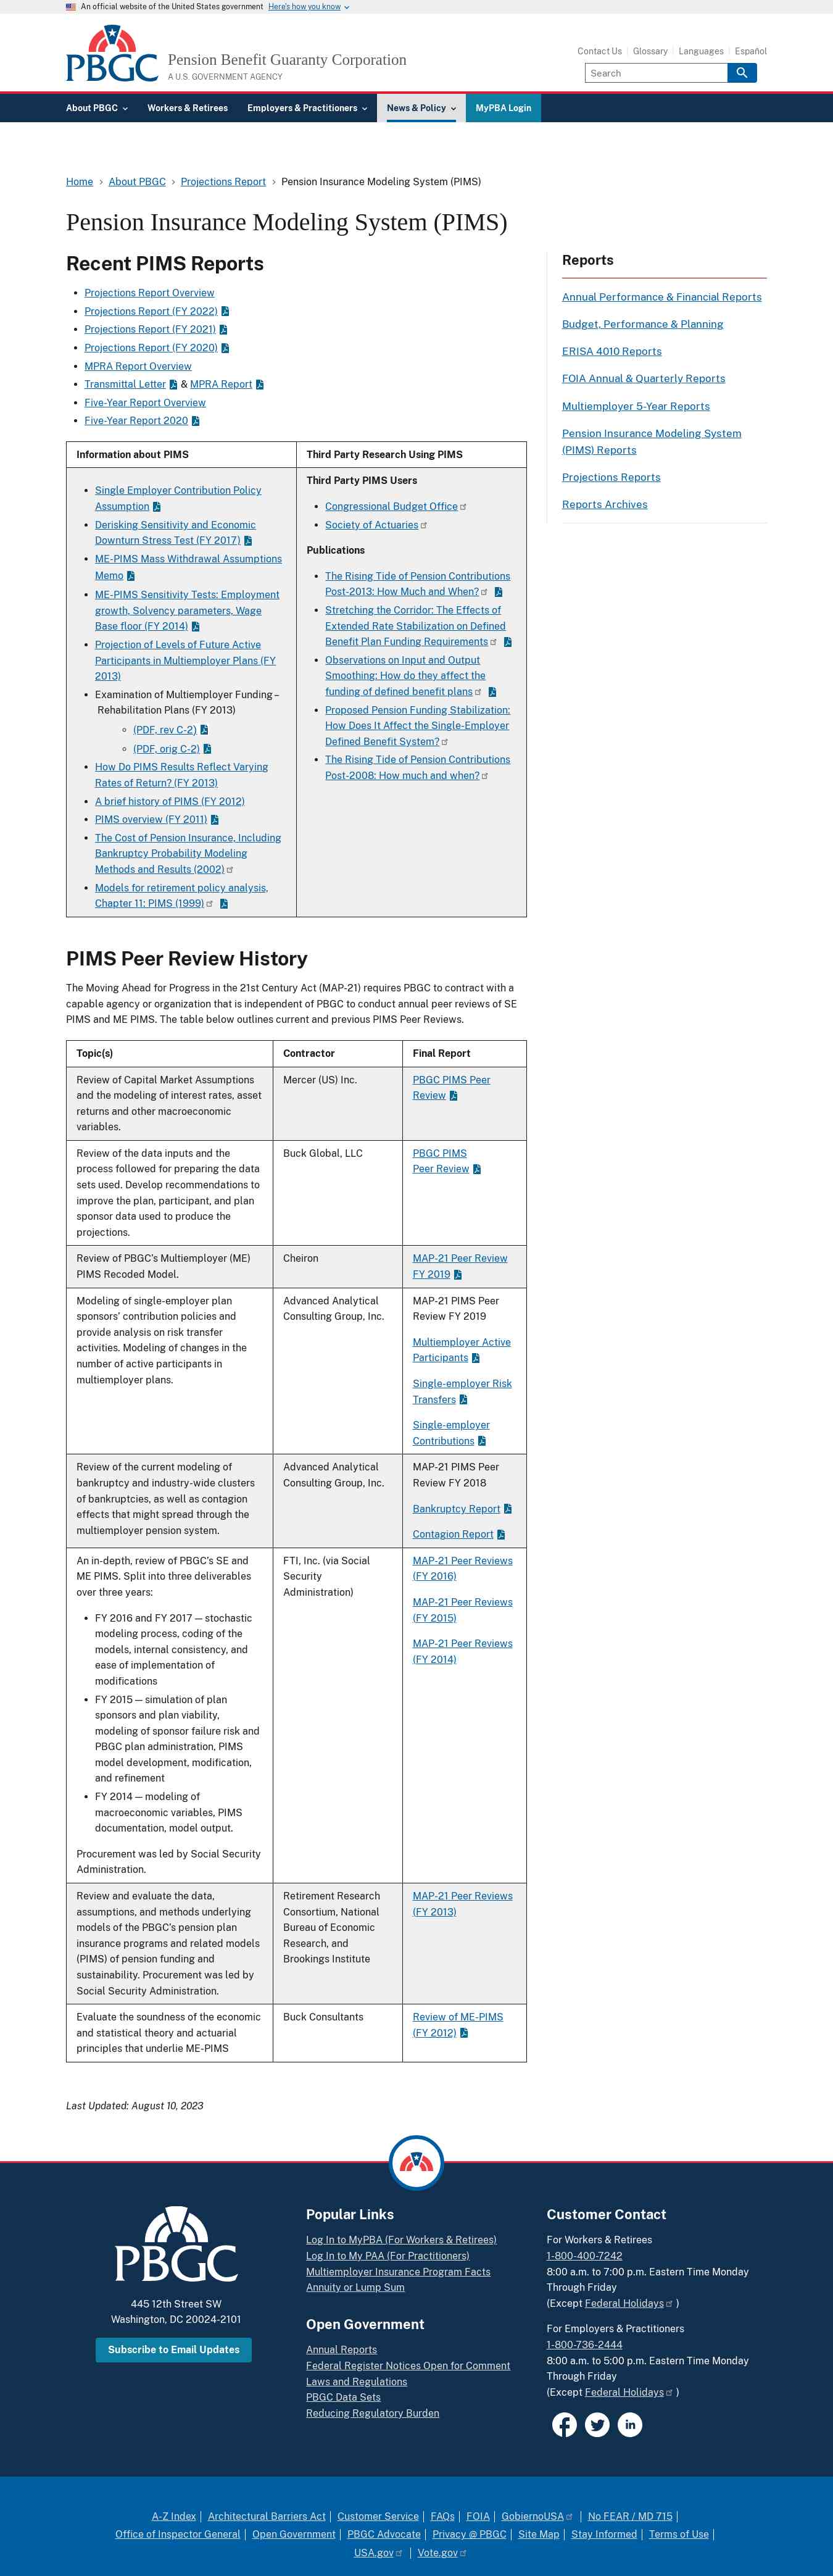 An official website of the United States government Here's how you know
PBGC
Pension Benefit Guaranty Corporation
A U.S. GOVERNMENT AGENCY
Contact Us | Glossary | Languages | Español
Search
About PBGC
Workers & Retirees
Employers & Practitioners
News & Policy
MyPBA Login
Home > About PBGC > Projections Report > Pension Insurance Modeling System (PIMS)
Pension Insurance Modeling System (PIMS)
Recent PIMS Reports
• Projections Report Overview
• Projections Report (FY 2022)
• Projections Report (FY 2021)
• Projections Report (FY 2020)
• MPRA Report Overview
• Transmittal Letter & MPRA Report
• Five-Year Report Overview
• Five-Year Report 2020
Information about PIMS
• Single Employer Contribution Policy
Assumption
• Derisking Sensitivity and Economic
Downturn Stress Test (FY 2017)
• ME-PIMS Mass Withdrawal Assumptions
Memo
• ME-PIMS Sensitivity Tests: Employment
growth, Solvency parameters, Wage
Base floor (FY 2014)
• Projection of Levels of Future Active
Participants in Multiemployer Plans (FY
2013)
• Examination of Multiemployer Funding –
Rehabilitation Plans (FY 2013)
○ (PDF, rev C-2)
○ (PDF, orig C-2)
• How Do PIMS Results Reflect Varying
Rates of Return? (FY 2013)
• A brief history of PIMS (FY 2012)
• PIMS overview (FY 2011)
• The Cost of Pension Insurance, Including
Bankruptcy Probability Modeling
Methods and Results (2002)
• Models for retirement policy analysis,
Chapter 11: PIMS (1999)
Third Party Research Using PIMS
Third Party PIMS Users
• Congressional Budget Office
• Society of Actuaries
Publications
• The Rising Tide of Pension Contributions
Post-2013: How Much and When?
• Stretching the Corridor: The Effects of
Extended Rate Stabilization on Defined
Benefit Plan Funding Requirements
• Observations on Input and Output
Smoothing: How do they affect the
funding of defined benefit plans
• Proposed Pension Funding Stabilization:
How Does It Affect the Single-Employer
Defined Benefit System?
• The Rising Tide of Pension Contributions
Post-2008: How much and when?
Reports
Annual Performance & Financial Reports
Budget, Performance & Planning
ERISA 4010 Reports
FOIA Annual & Quarterly Reports
Multiemployer 5-Year Reports
Pension Insurance Modeling System
(PIMS) Reports
Projections Reports
Reports Archives
PIMS Peer Review History
The Moving Ahead for Progress in the 21st Century Act (MAP-21) requires PBGC to contract with a
capable agency or organization that is independent of PBGC to conduct annual peer reviews of SE
PIMS and ME PIMS. The table below outlines current and previous PIMS Peer Reviews.
Topic(s)
Contractor
Final Report
Review of Capital Market Assumptions
and the modeling of interest rates, asset
returns and other macroeconomic
variables.
Mercer (US) Inc.
PBGC PIMS Peer
Review
Review of the data inputs and the
process followed for preparing the data
sets used. Develop recommendations to
improve the plan, participant, and plan
sponsor data used to produce the
projections.
Buck Global, LLC
PBGC PIMS
Peer Review
Review of PBGC's Multiemployer (ME)
PIMS Recoded Model.
Cheiron
MAP-21 Peer Review
FY 2019
Modeling of single-employer plan
sponsors' contribution policies and
provide analysis on risk transfer
activities. Modeling of changes in the
number of active participants in
multiemployer plans.
Advanced Analytical
Consulting Group, Inc.
MAP-21 PIMS Peer
Review FY 2019
Multiemployer Active
Participants
Single-employer Risk
Transfers
Single-employer
Contributions
Review of the current modeling of
bankruptcy and industry-wide clusters
of bankruptcies, as well as contagion
effects that might spread through the
multiemployer pension system.
Advanced Analytical
Consulting Group, Inc.
MAP-21 PIMS Peer
Review FY 2018
Bankruptcy Report
Contagion Report
An in-depth, review of PBGC's SE and
ME PIMS. Split into three deliverables
over three years:
• FY 2016 and FY 2017 — stochastic
modeling process, coding of the
models, internal consistency, and
ease of implementation of
modifications
• FY 2015 — simulation of plan
sponsors and plan viability,
modeling of sponsor failure risk and
PBGC plan administration, PIMS
model development, modification,
and refinement
• FY 2014 — modeling of
macroeconomic variables, PIMS
documentation, model output.
Procurement was led by Social Security
Administration.
FTI, Inc. (via Social
Security
Administration)
MAP-21 Peer Reviews
(FY 2016)
MAP-21 Peer Reviews
(FY 2015)
MAP-21 Peer Reviews
(FY 2014)
Review and evaluate the data,
assumptions, and methods underlying
models of the PBGC's pension plan
insurance programs and related models
(PIMS) of pension funding and
sustainability. Procurement was led by
Social Security Administration.
Retirement Research
Consortium, National
Bureau of Economic
Research, and
Brookings Institute
MAP-21 Peer Reviews
(FY 2013)
Evaluate the soundness of the economic
and statistical theory and actuarial
principles that underlie ME-PIMS
Buck Consultants
Review of ME-PIMS
(FY 2012)
Last Updated: August 10, 2023
PBGC
445 12th Street SW
Washington, DC 20024-2101
Subscribe to Email Updates
Popular Links
Log In to MyPBA (For Workers & Retirees)
Log In to My PAA (For Practitioners)
Multiemployer Insurance Program Facts
Annuity or Lump Sum
Open Government
Annual Reports
Federal Register Notices Open for Comment
Laws and Regulations
PBGC Data Sets
Reducing Regulatory Burden
Customer Contact
For Workers & Retirees
1-800-400-7242
8:00 a.m. to 7:00 p.m. Eastern Time Monday
Through Friday
(Except Federal Holidays )
For Employers & Practitioners
1-800-736-2444
8:00 a.m. to 5:00 p.m. Eastern Time Monday
Through Friday
(Except Federal Holidays )
A-Z Index | Architectural Barriers Act | Customer Service | FAQs | FOIA | GobiernoUSA | No FEAR / MD 715 |
Office of Inspector General | Open Government | PBGC Advocate | Privacy @ PBGC | Site Map | Stay Informed | Terms of Use |
USA.gov | Vote.gov